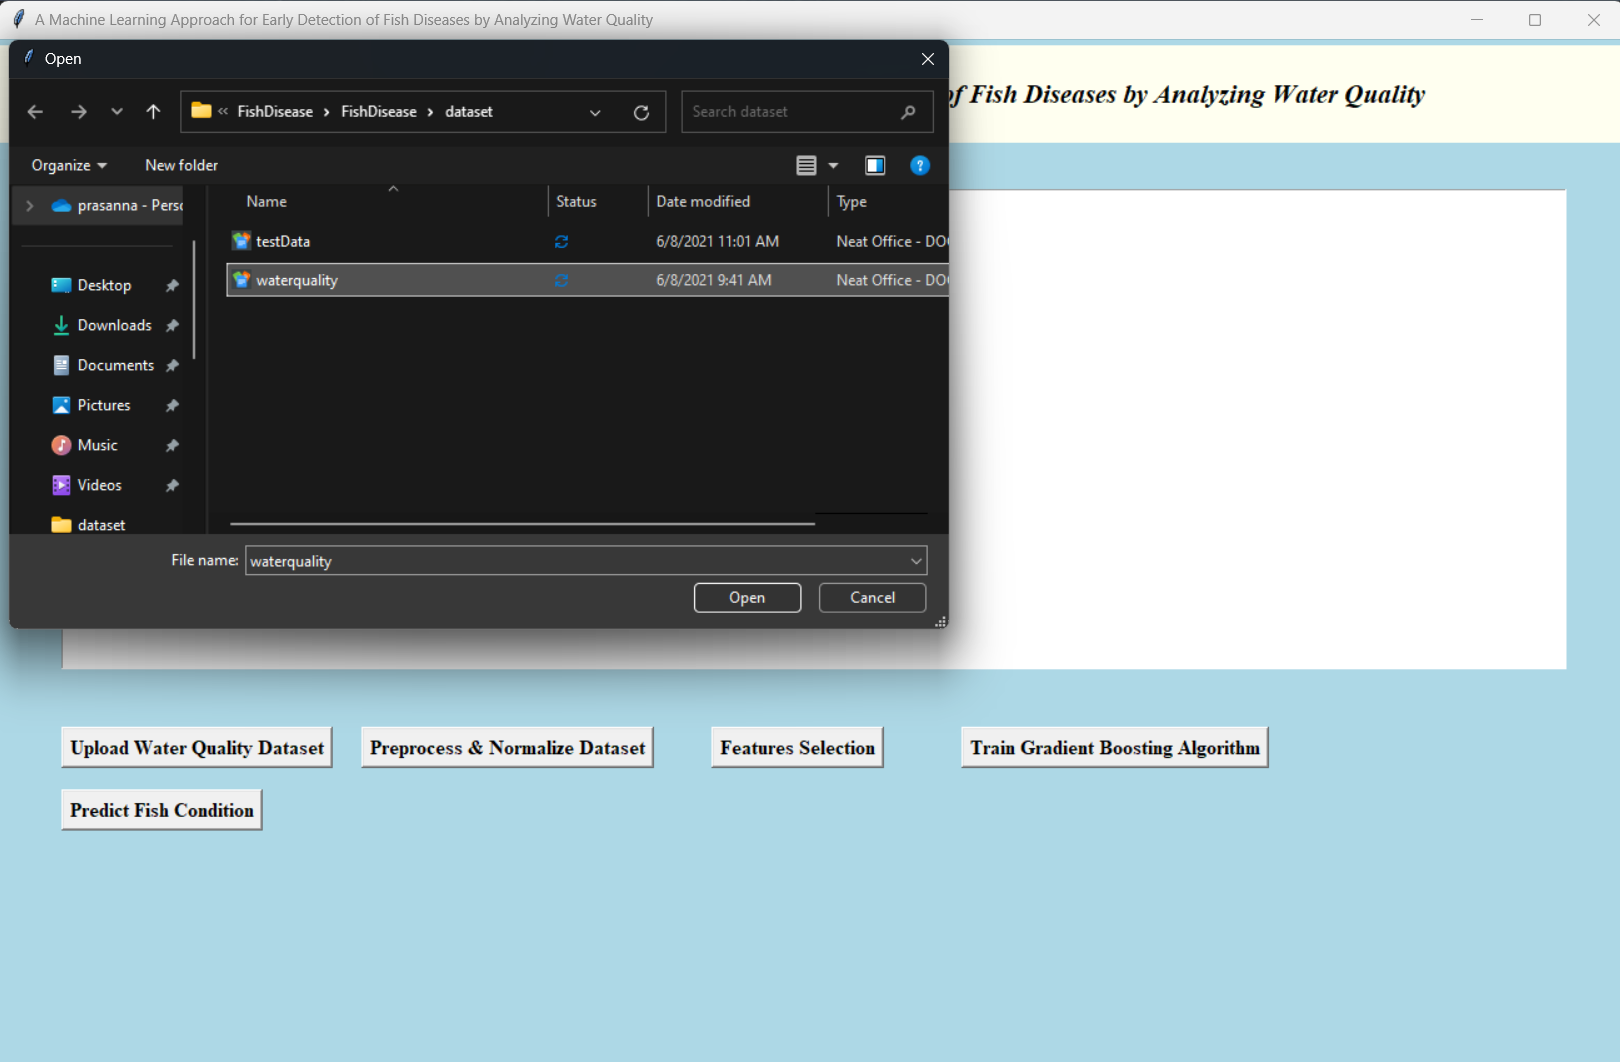 A Machine Learning Approach for Early Detection of Fish Diseases by Analyzing Water Quality
Open
of Fish Diseases by Analyzing Water Quality
« FishDisease › FishDisease › dataset
Search dataset
Organize
New folder
prasanna - Perso
Name
Status
Date modified
Type
testData
6/8/2021 11:01 AM
Neat Office - DO
waterquality
6/8/2021 9:41 AM
Neat Office - DO
Desktop
Downloads
Documents
Pictures
Music
Videos
dataset
File name: waterquality
Open
Cancel
Upload Water Quality Dataset
Preprocess & Normalize Dataset
Features Selection
Train Gradient Boosting Algorithm
Predict Fish Condition